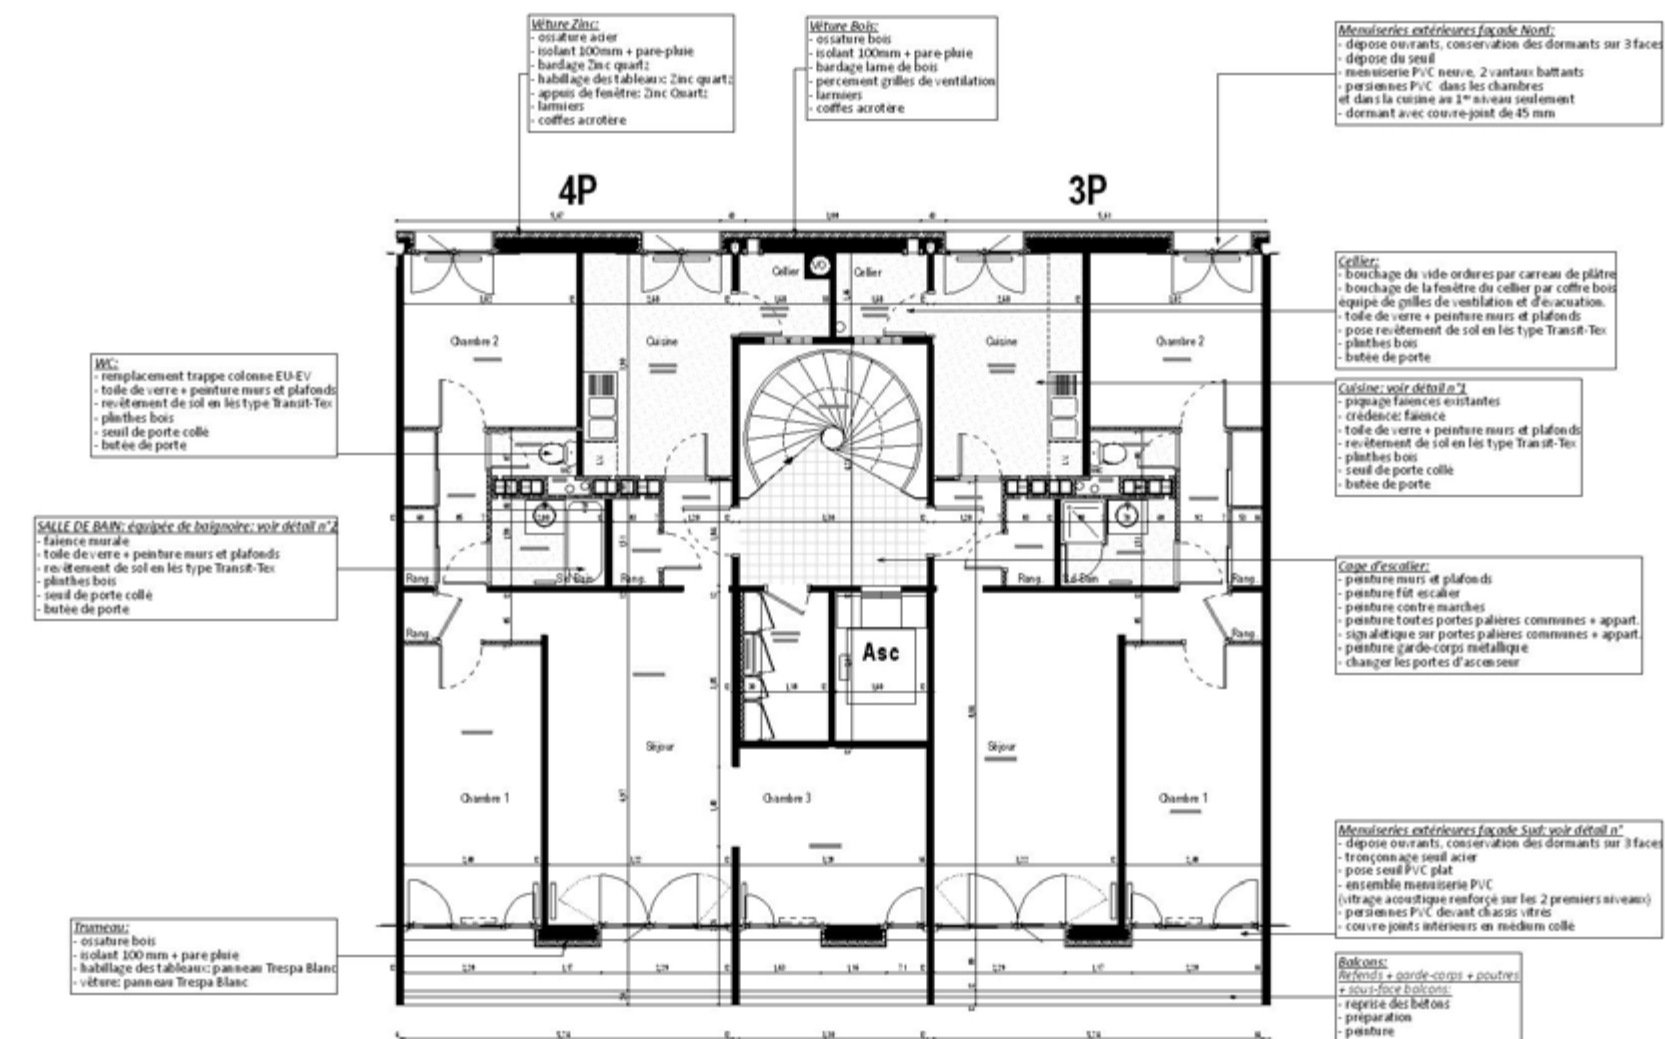 Vêture Zinc:
- ossature acier
- isolant 100mm + pare-pluie
- bardage Zinc quartz
- habillage des tableaux: Zinc quartz
- appuis de fenêtre: Zinc Quartz
- larmiers
- coiffes acrotère
Vêture Bois:
- ossature bois
- isolant 100mm + pare-pluie
- bardage lame de bois
- percement grilles de ventilation
- larmiers
- coiffes acrotère
Menuiseries extérieures façade Nord:
- dépose ouvrants, conservation des dormants sur 3 faces
- dépose du seuil
- menuiserie PVC neuve, 2 vantaux battants
- persiennes PVC dans les chambres
et dans la cuisine au 1er niveau seulement
- dormant avec couvre-joint de 45 mm
4P
3P
Cellier
VO
Cellier
Chambre 2
Cuisine
Cuisine
Chambre 2
Cellier:
- bouchage du vide-ordures par carreau de plâtre
- bouchage de la fenêtre du cellier par coffre bois
équipé de grilles de ventilation et d'évacuation.
- toile de verre + peinture murs et plafonds
- pose revêtement de sol en lès type Transit-Tex
- plinthes bois
- butée de porte
WC:
- remplacement trappe colonne EU-EV
- toile de verre + peinture murs et plafonds
- revêtement de sol en lès type Transit-Tex
- plinthes bois
- seuil de porte collé
- butée de porte
Cuisine: voir détail n°1
- piquage faïences existantes
- crédence: faïence
- toile de verre + peinture murs et plafonds
- revêtement de sol en lès type Transit-Tex
- plinthes bois
- seuil de porte collé
- butée de porte
L.V.
L.V.
SALLE DE BAIN: équipée de baignoire: voir détail n°2
- faïence murale
- toile de verre + peinture murs et plafonds
- revêtement de sol en lès type Transit-Tex
- plinthes bois
- seuil de porte collé
- butée de porte
Rang.
Rang.
Rang.
Rang.
Rang.
Rang.
Cage d'escalier:
- peinture murs et plafonds
- peinture fût escalier
- peinture contre marches
- peinture toutes portes palières communes + appart.
- signalétique sur portes palières communes + appart.
- peinture garde-corps métallique
- changer les portes d'ascenseur
Asc
Séjour
Séjour
Chambre 1
Chambre 3
Chambre 1
Menuiseries extérieures façade Sud: voir détail n°
- dépose ouvrants, conservation des dormants sur 3 faces
- tronçonnage seuil acier
- pose seuil PVC plat
- ensemble menuiserie PVC
(vitrage acoustique renforcé sur les 2 premiers niveaux)
- persiennes PVC devant chassis vitrés
- couvre joints intérieurs en médium collé
Trumeau:
- ossature bois
- isolant 100 mm + pare pluie
- habillage des tableaux: panneau Trespa Blanc
- vêture: panneau Trespa Blanc
Balcons:
Refends + garde-corps + poutres
+ sous-face balcons:
- reprise des bétons
- préparation
- peinture